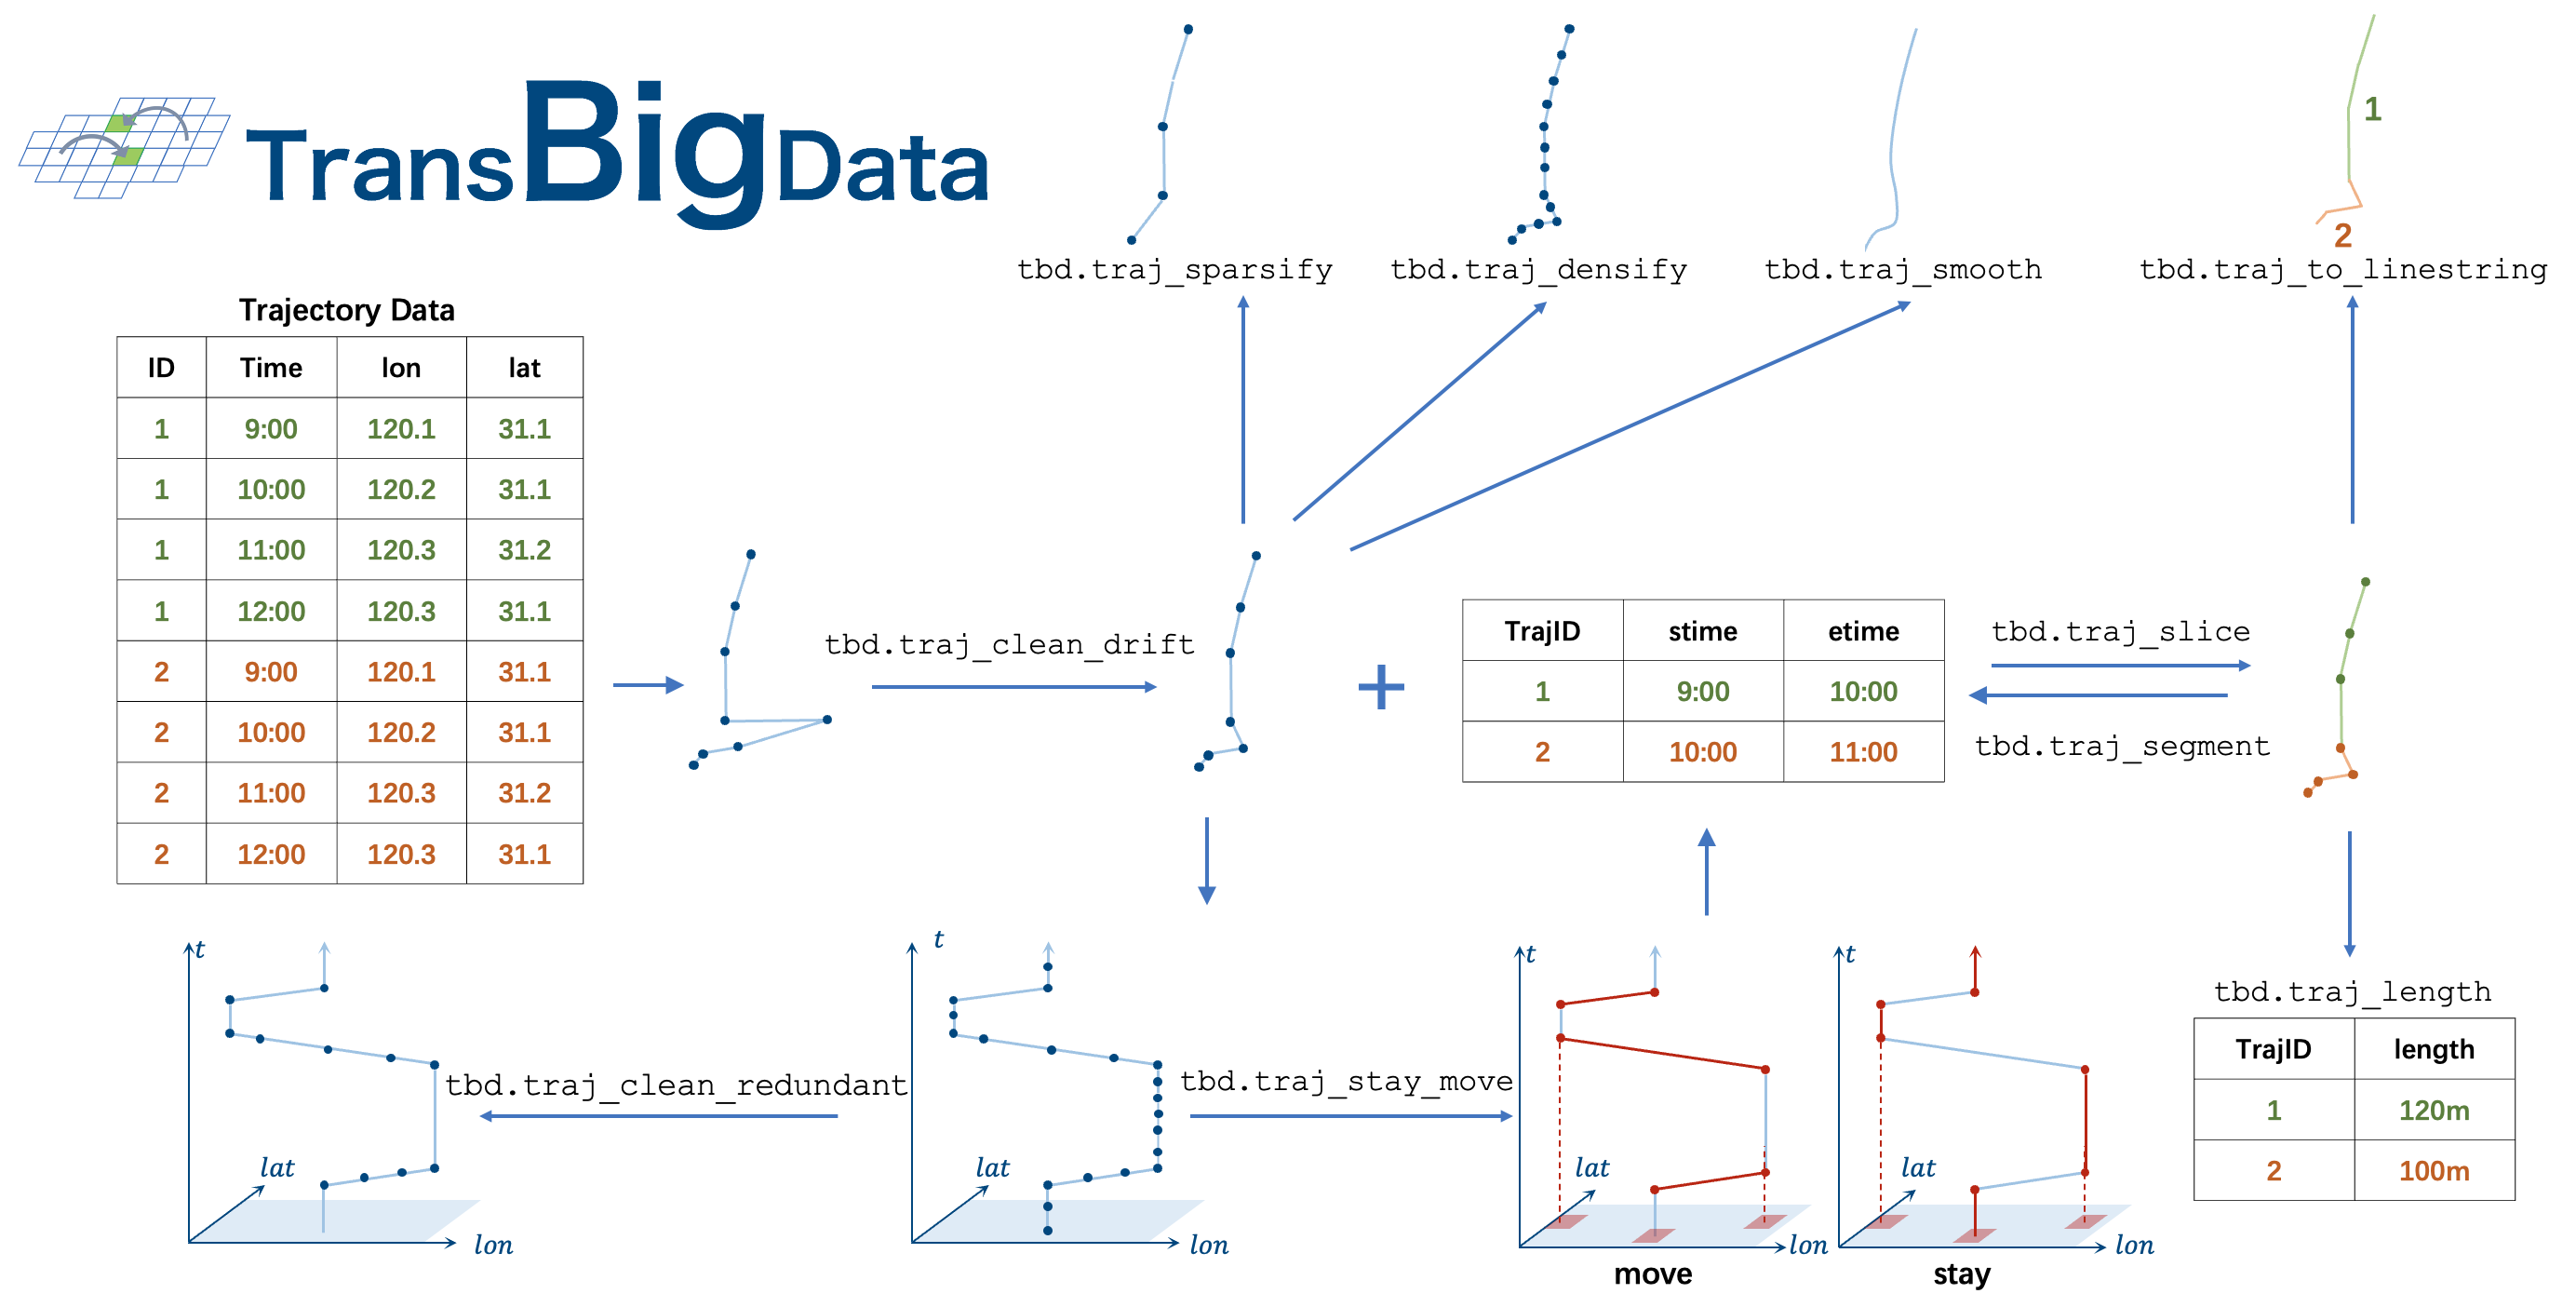 TransBigData
tbd.traj_sparsify
tbd.traj_densify
tbd.traj_smooth
1
2
tbd.traj_to_linestring
Trajectory Data
ID Time lon lat
1 9:00 120.1 31.1
1 10:00 120.2 31.1
1 11:00 120.3 31.2
1 12:00 120.3 31.1
2 9:00 120.1 31.1
2 10:00 120.2 31.1
2 11:00 120.3 31.2
2 12:00 120.3 31.1
tbd.traj_clean_drift
+
TrajID stime etime
1 9:00 10:00
2 10:00 11:00
tbd.traj_slice
tbd.traj_segment
t
lat
lon
tbd.traj_clean_redundant
t
lat
lon
tbd.traj_stay_move
t
lat
lon
move
t
lat
lon
stay
tbd.traj_length
TrajID length
1 120m
2 100m